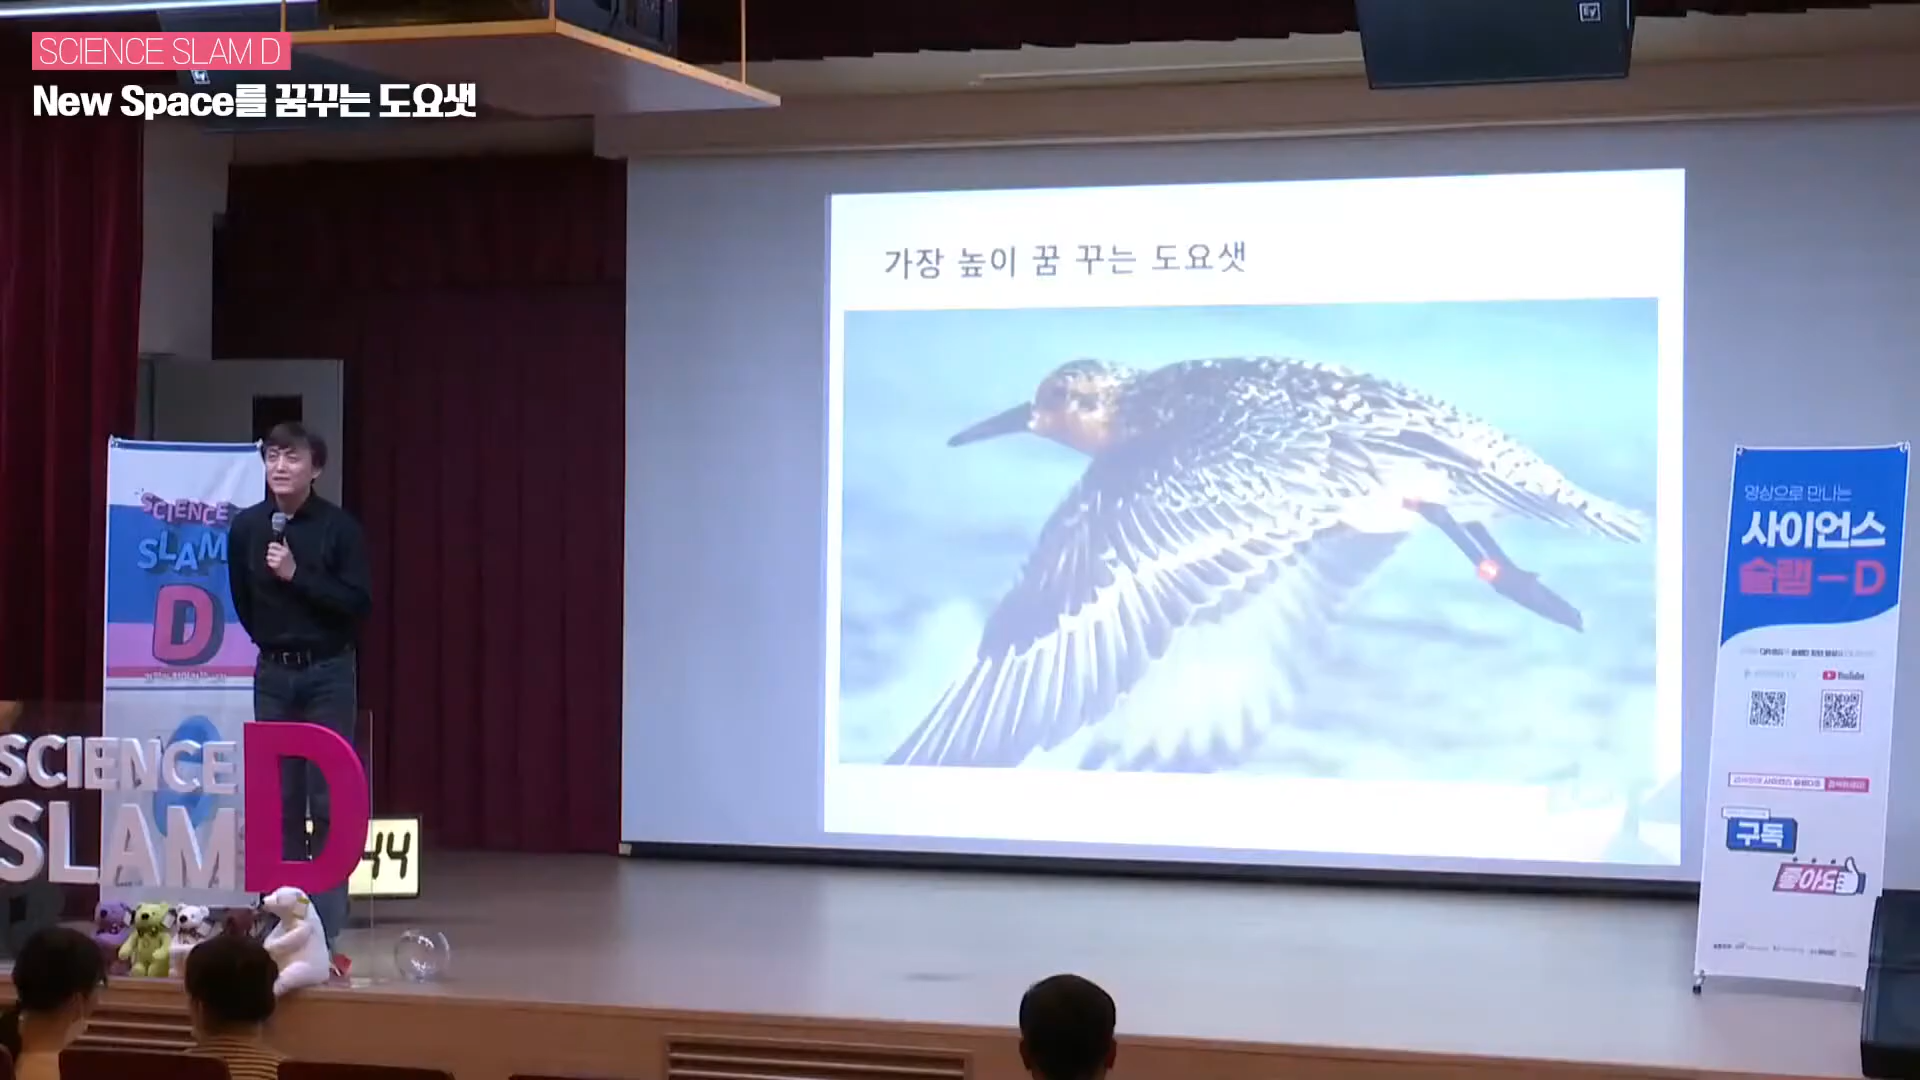 SCIENCE SLAM D
New Space를 꿈꾸는 도요샛
가장 높이 꿈 꾸는 도요샛
SCIENCE
SLAM
D
SCIENCE
SLAM
D
44
영상으로 만나는
사이언스
슬램-D
YouTube
구독
좋아요